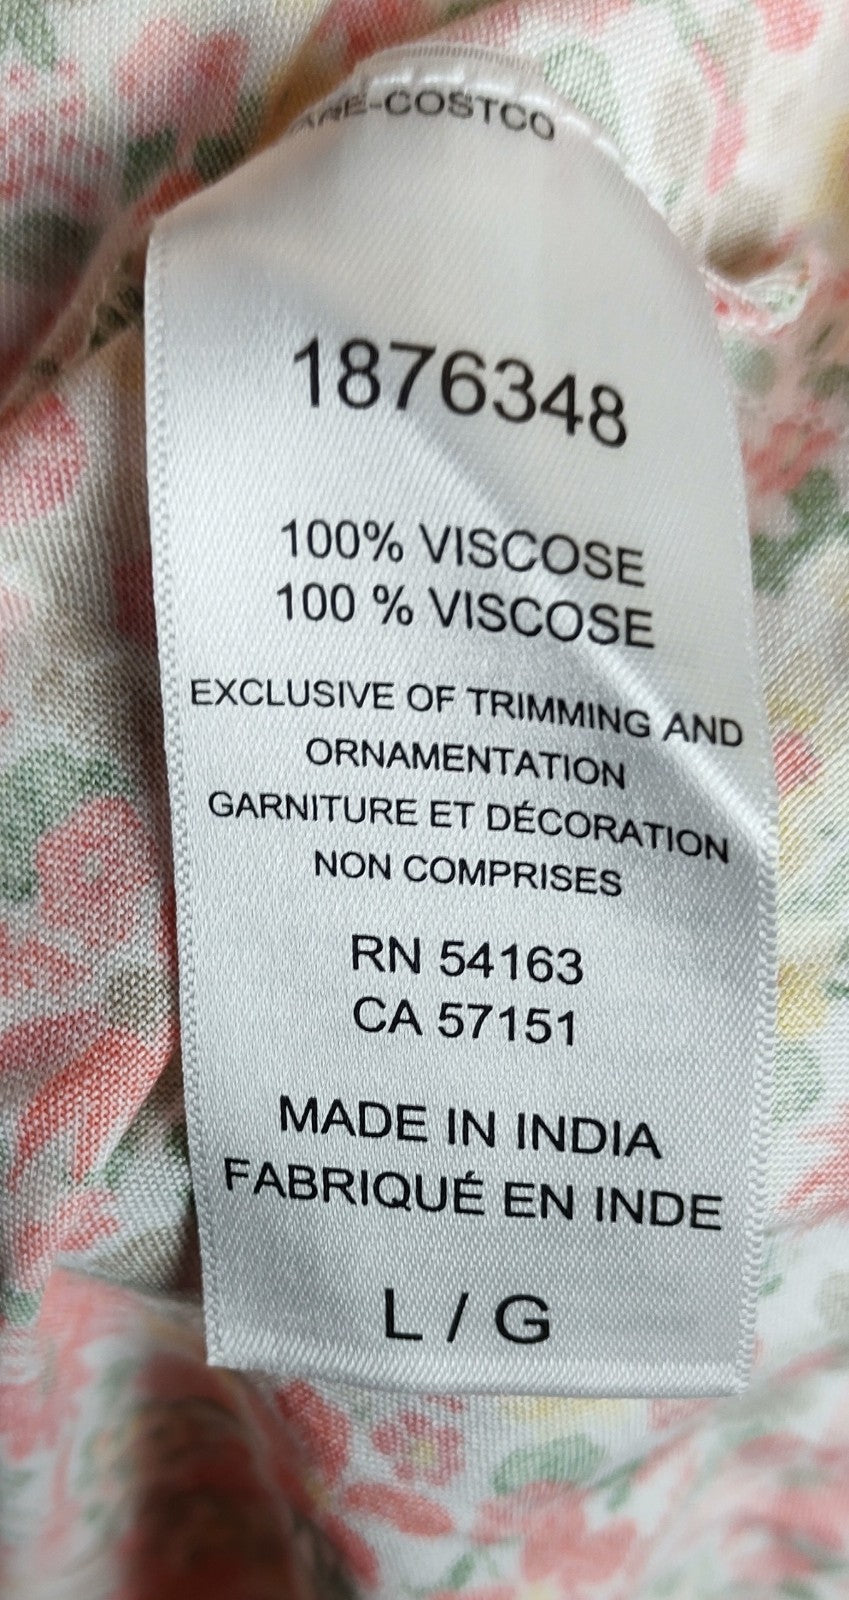 -COSTCO
1876348
100% VISCOSE
100 % VISCOSE
EXCLUSIVE OF TRIMMING AND
ORNAMENTATION
GARNITURE ET DÉCORATION
NON COMPRISES
RN 54163
CA 57151
MADE IN INDIA
FABRIQUÉ EN INDE
L / G